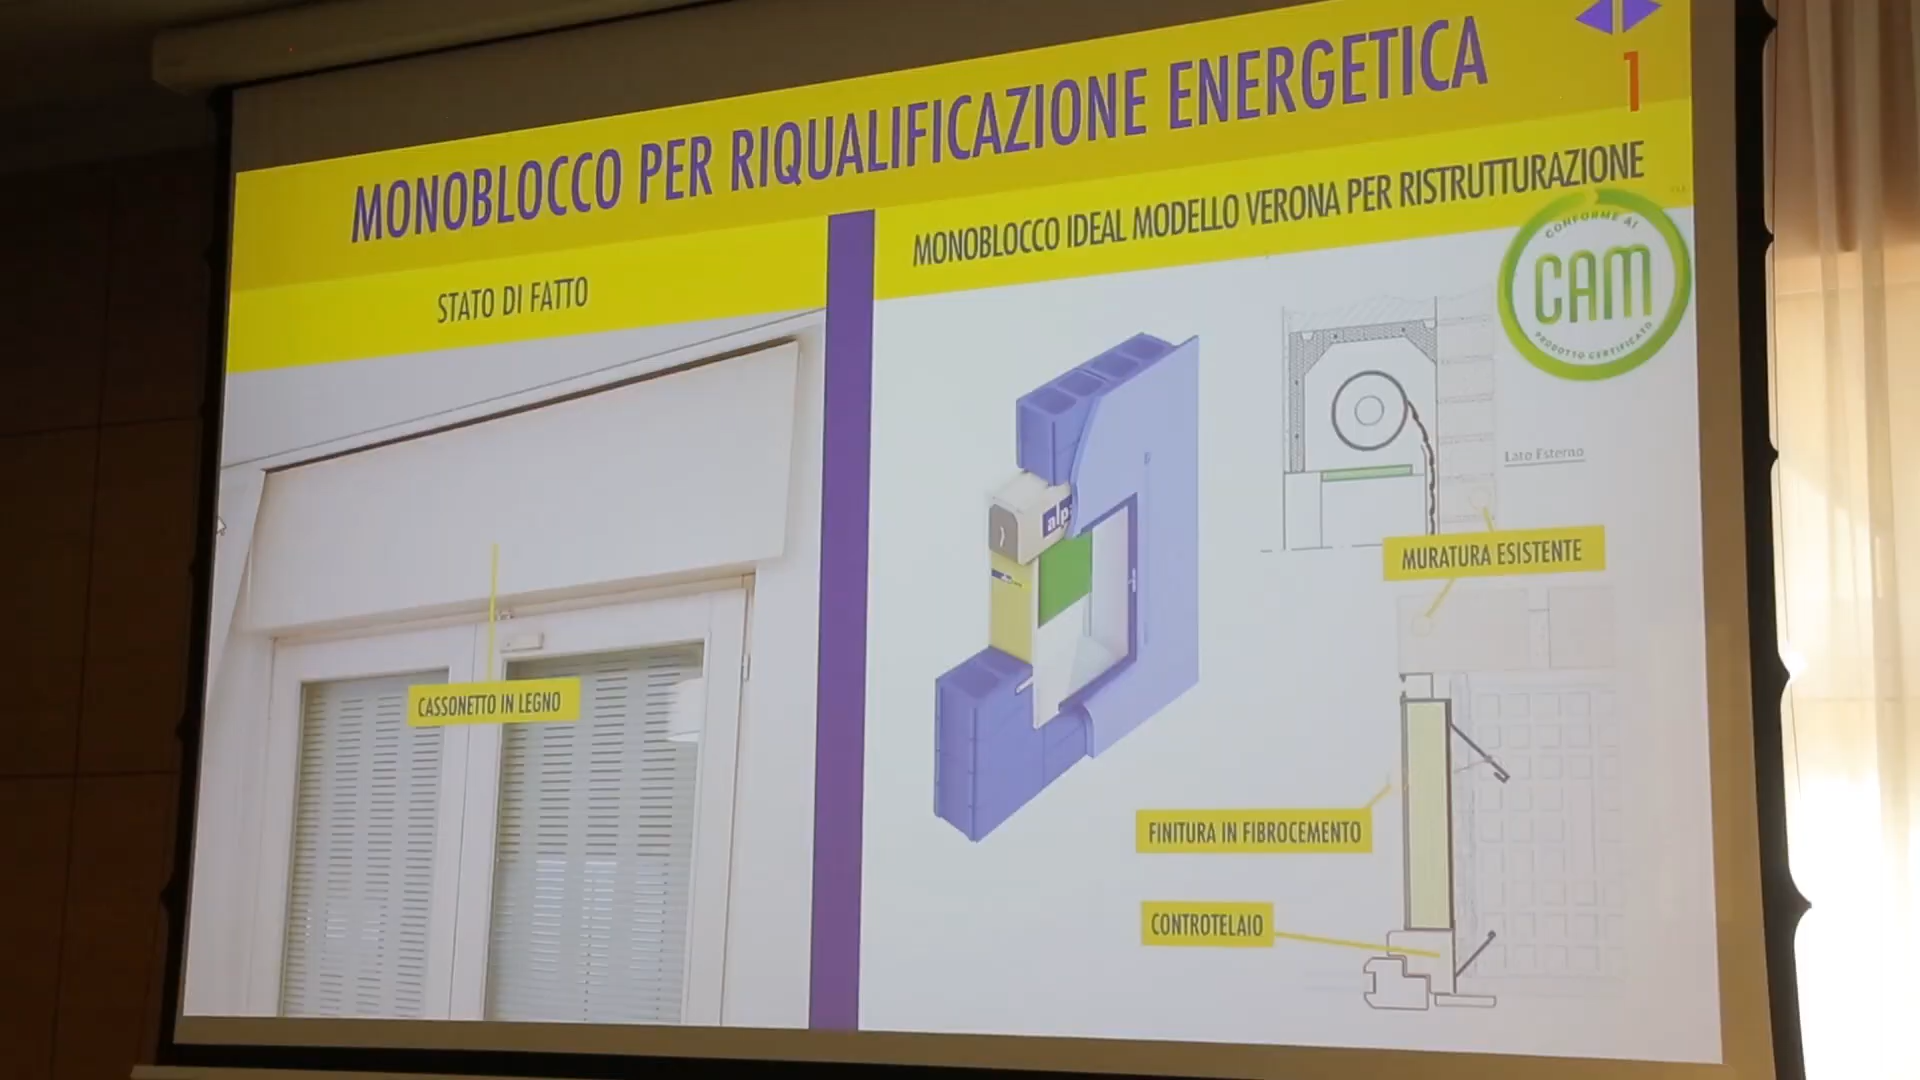 MONOBLOCCO PER RIQUALIFICAZIONE ENERGETICA
1
STATO DI FATTO
MONOBLOCCO IDEAL MODELLO VERONA PER RISTRUTTURAZIONE
CONFORME AI
CAM
PRODOTTO CERTIFICATO
Lato Esterno
alp
MURATURA ESISTENTE
CASSONETTO IN LEGNO
FINITURA IN FIBROCEMENTO
CONTROTELAIO